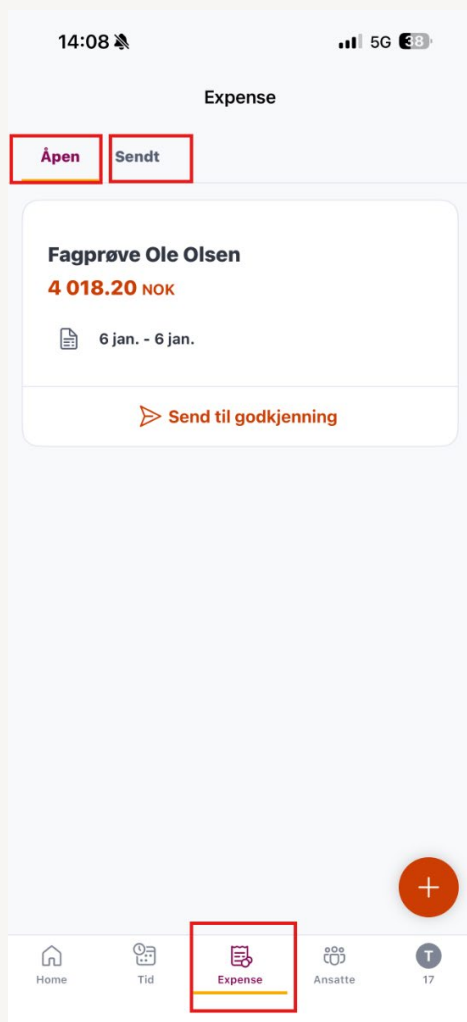 14:08 5G 38
Expense
Åpen Sendt
Fagprøve Ole Olsen
4 018.20 NOK
6 jan. - 6 jan.
Send til godkjenning
T
Home Tid Expense Ansatte 17